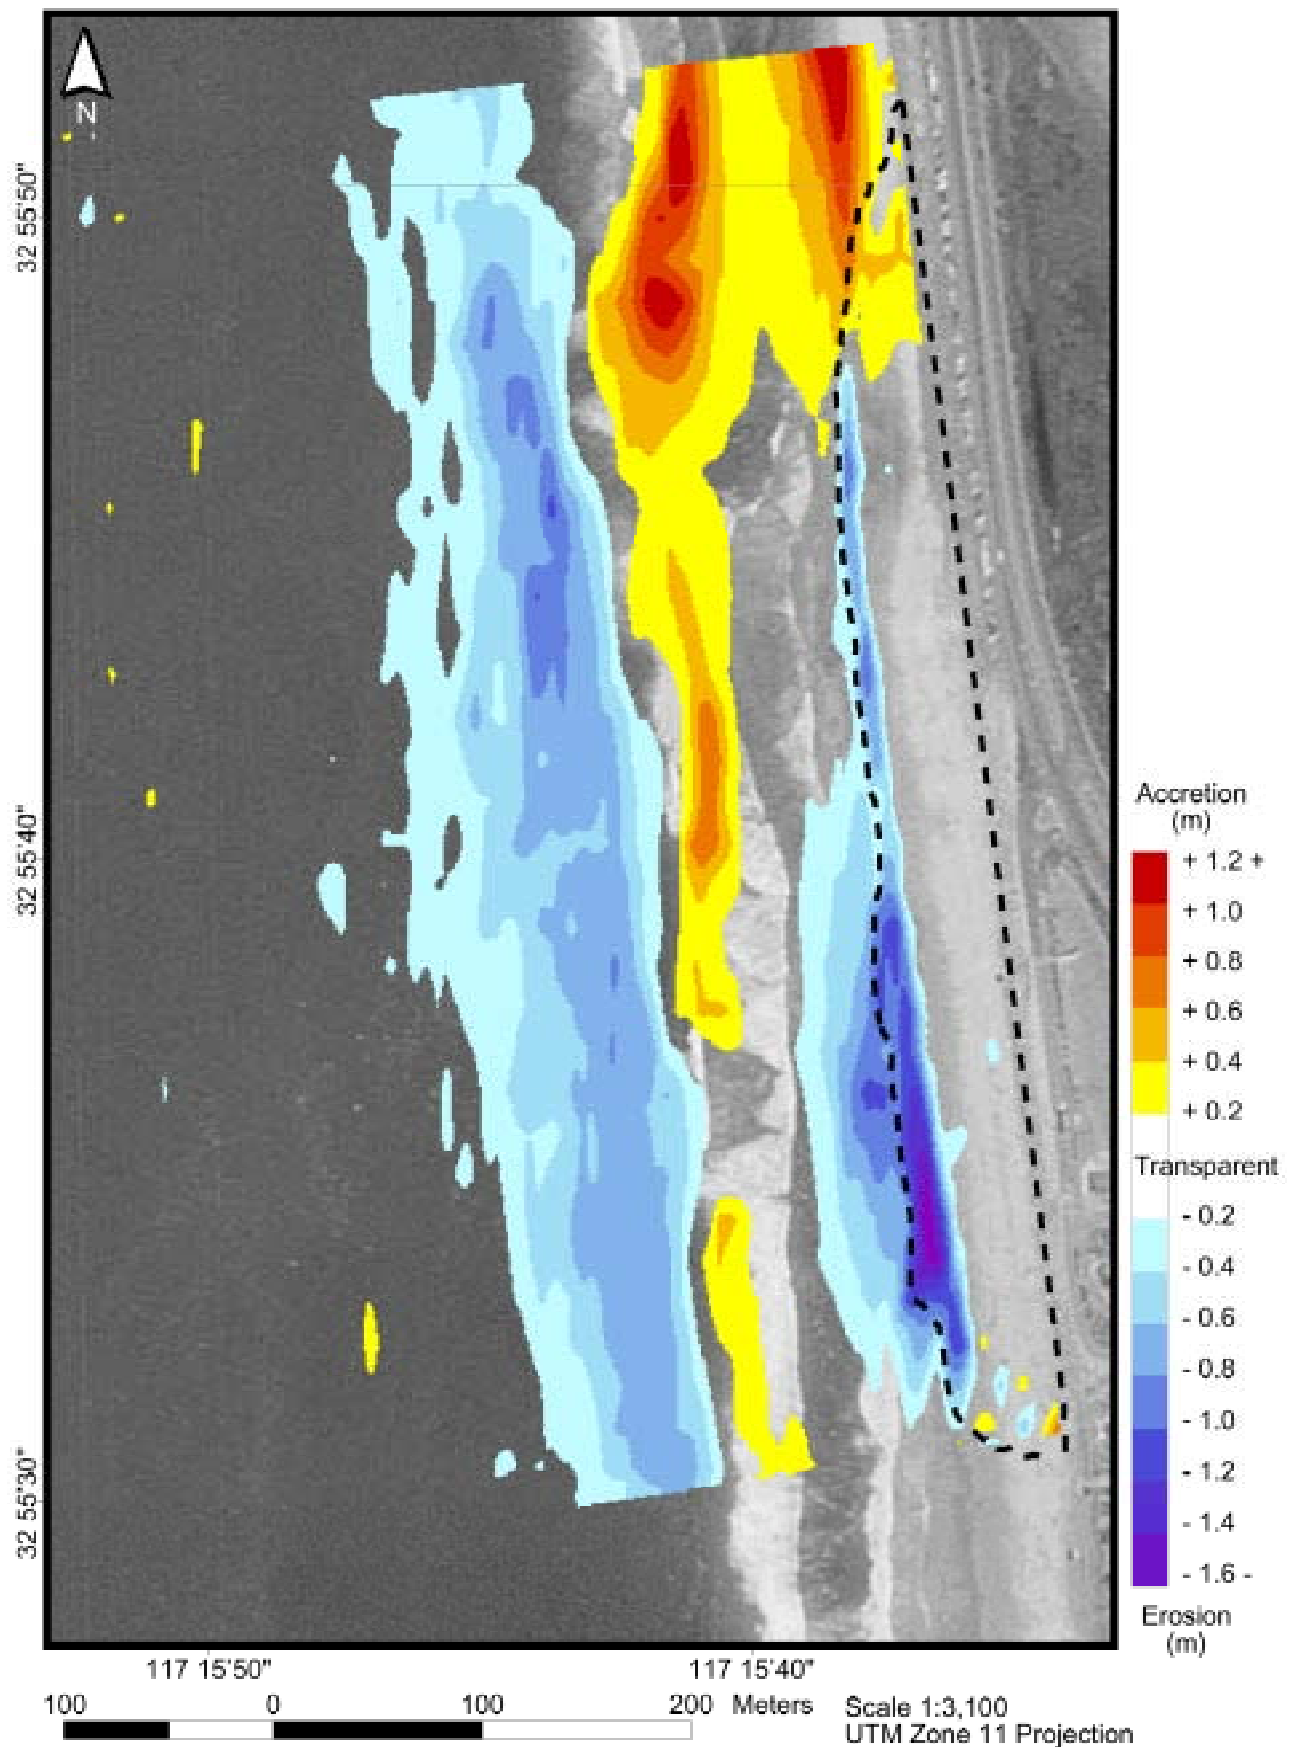 N
32 55'50"
32 55'40"
32 55'30"
Accretion
(m)
+ 1.2 +
+ 1.0
+ 0.8
+ 0.6
+ 0.4
+ 0.2
Transparent
- 0.2
- 0.4
- 0.6
- 0.8
- 1.0
- 1.2
- 1.4
- 1.6 -
Erosion
(m)
117 15'50"
117 15'40"
100 0 100 200 Meters
Scale 1:3,100
UTM Zone 11 Projection